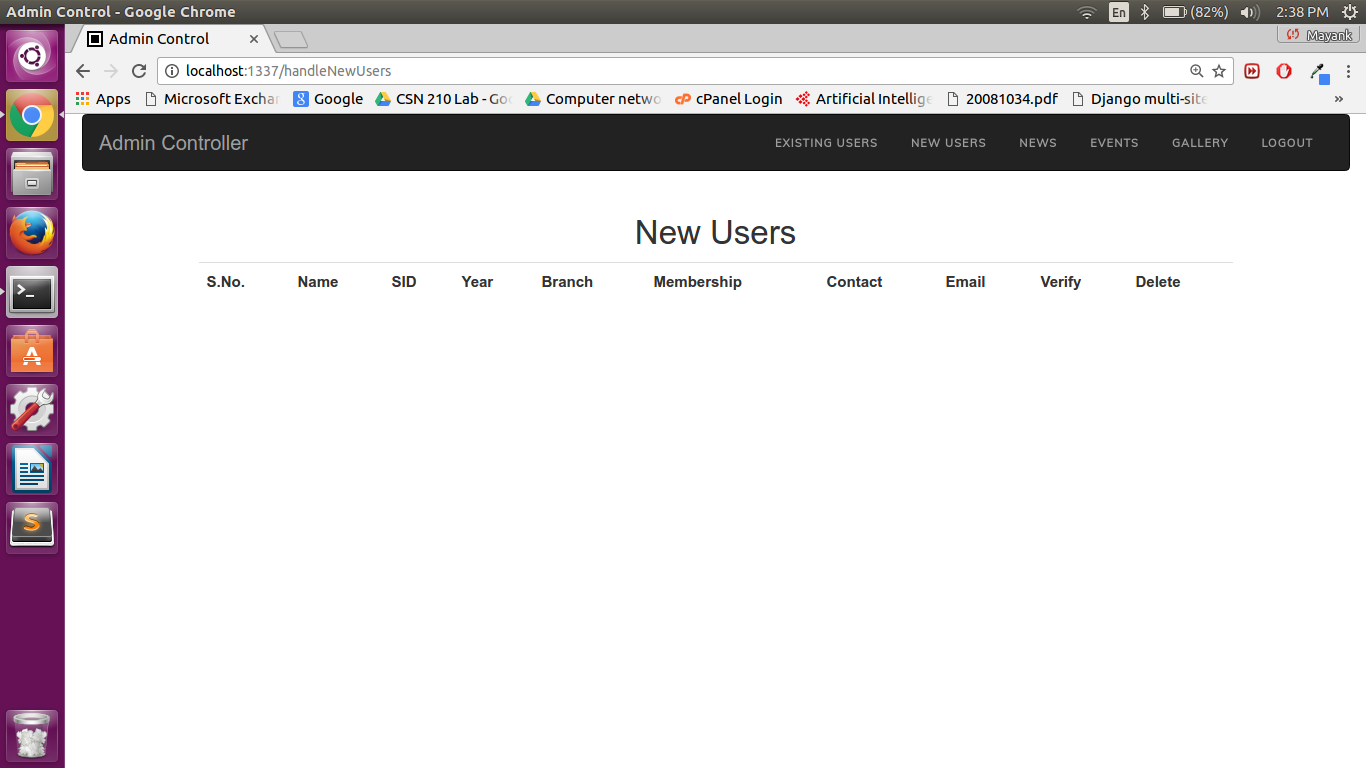 Admin Control - Google Chrome
En
(82%)
2:38 PM
Admin Control
Mayank
localhost:1337/handleNewUsers
Apps
Microsoft Exchan
Google
CSN 210 Lab - Goo
Computer netwo
cPanel Login
Artificial Intellige
20081034.pdf
Django multi-site
»
Admin Controller
EXISTING USERS
NEW USERS
NEWS
EVENTS
GALLERY
LOGOUT
New Users
S.No.
Name
SID
Year
Branch
Membership
Contact
Email
Verify
Delete